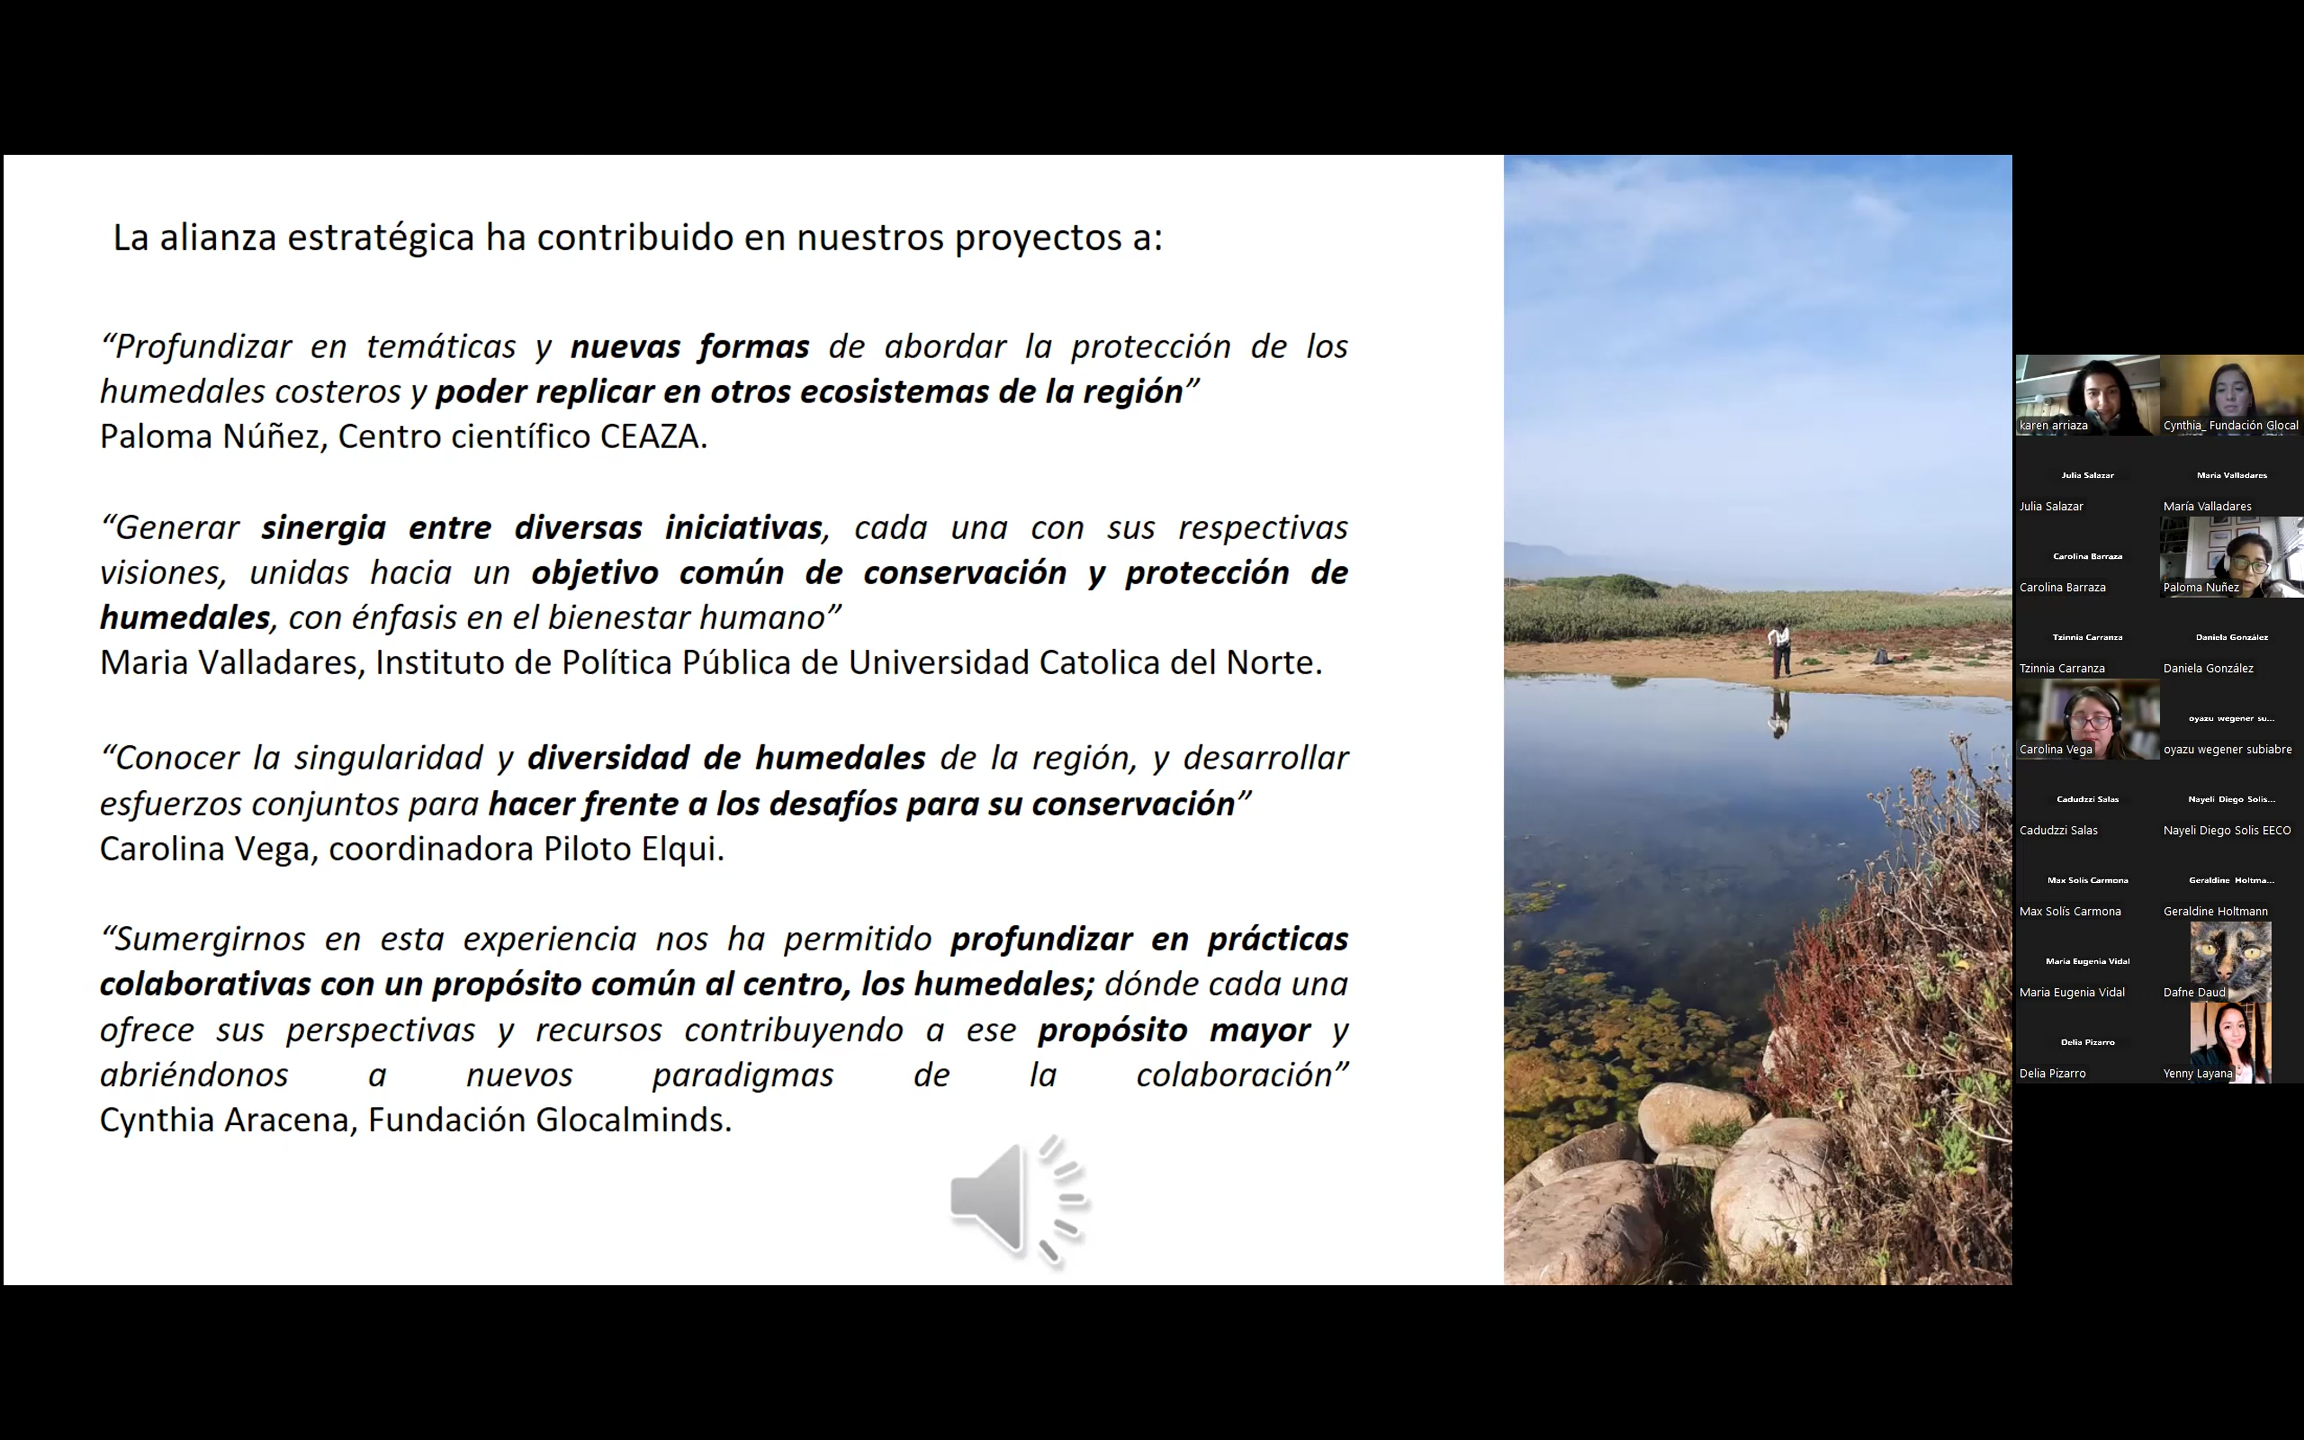 La alianza estratégica ha contribuido en nuestros proyectos a:
“Profundizar en temáticas y nuevas formas de abordar la protección de los
humedales costeros y poder replicar en otros ecosistemas de la región”
Paloma Núñez, Centro científico CEAZA.
“Generar sinergia entre diversas iniciativas, cada una con sus respectivas
visiones, unidas hacia un objetivo común de conservación y protección de
humedales, con énfasis en el bienestar humano”
Maria Valladares, Instituto de Política Pública de Universidad Catolica del Norte.
“Conocer la singularidad y diversidad de humedales de la región, y desarrollar
esfuerzos conjuntos para hacer frente a los desafíos para su conservación”
Carolina Vega, coordinadora Piloto Elqui.
“Sumergirnos en esta experiencia nos ha permitido profundizar en prácticas
colaborativas con un propósito común al centro, los humedales; dónde cada una
ofrece sus perspectivas y recursos contribuyendo a ese propósito mayor y
abriéndonos a nuevos paradigmas de la colaboración”
Cynthia Aracena, Fundación Glocalminds.
karen arriaza
Cynthia_ Fundación Glocal
Julia Salazar
María Valladares
Julia Salazar
María Valladares
Carolina Barraza
Carolina Barraza
Paloma Nuñez
Tzinnia Carranza
Daniela González
Tzinnia Carranza
Daniela González
Carolina Vega
oyazu wegener su...
oyazu wegener subiabre
Cadudzzi Salas
Nayeli Diego Solis...
Cadudzzi Salas
Nayeli Diego Solis EECO
Max Solís Carmona
Geraldine Holtma...
Max Solís Carmona
Geraldine Holtmann
Maria Eugenia Vidal
Maria Eugenia Vidal
Dafne Daud
Delia Pizarro
Delia Pizarro
Yenny Layana